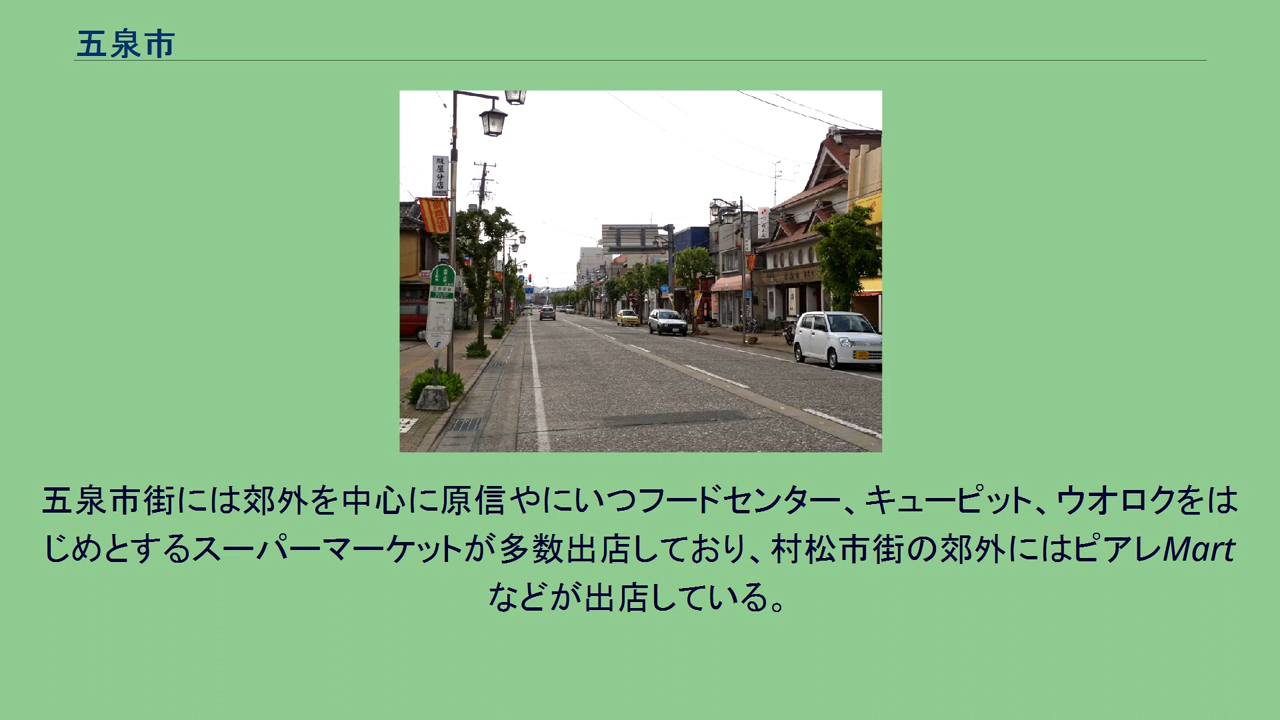 五泉市
蛇屋分店
五泉市街には郊外を中心に原信やにいつフードセンター、キューピット、ウオロクをは
じめとするスーパーマーケットが多数出店しており、村松市街の郊外にはピアレMart
などが出店している。